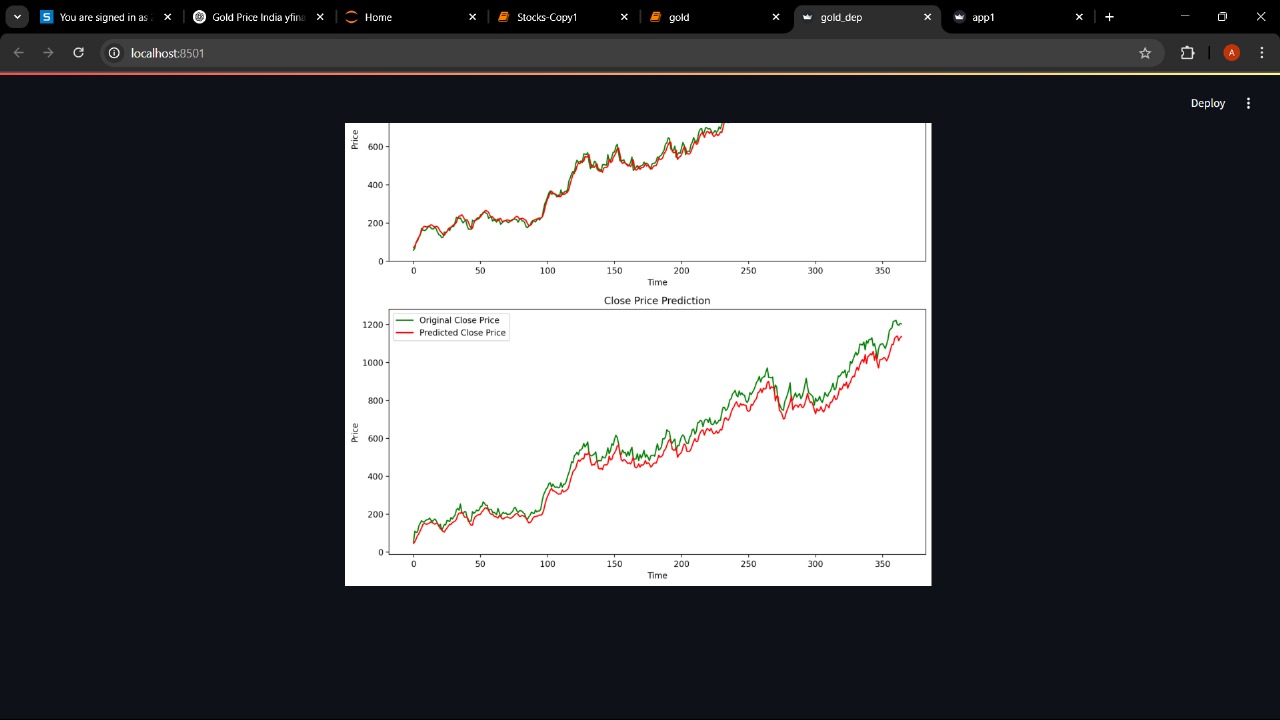 You are signed in as
Gold Price India yfina
Home
Stocks-Copy1
gold
gold_dep
app1
localhost:8501
A
Deploy
Price
600
400
200
0
0 50 100 150 200 250 300 350
Time
Close Price Prediction
Original Close Price
Predicted Close Price
1200
1000
800
600
400
200
0
Price
0 50 100 150 200 250 300 350
Time